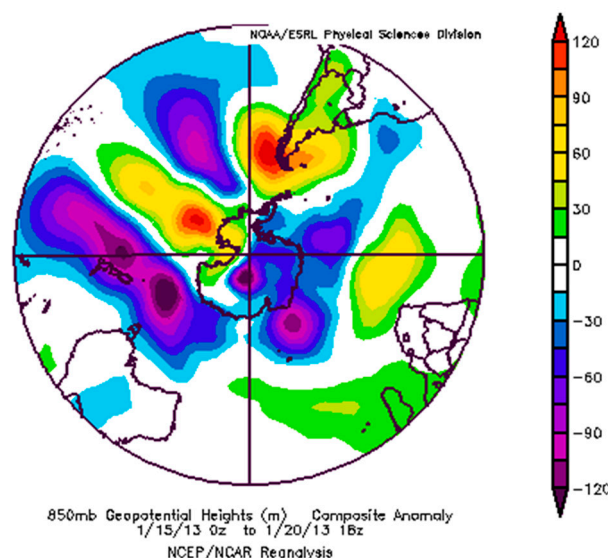 NOAA/ESRL Physical Sciences Division
120
90
60
30
0
-30
-60
-90
-120
850mb Geopotential Heights (m) Composite Anomaly
1/15/13 0z to 1/20/13 18z
NCEP/NCAR Reanalysis